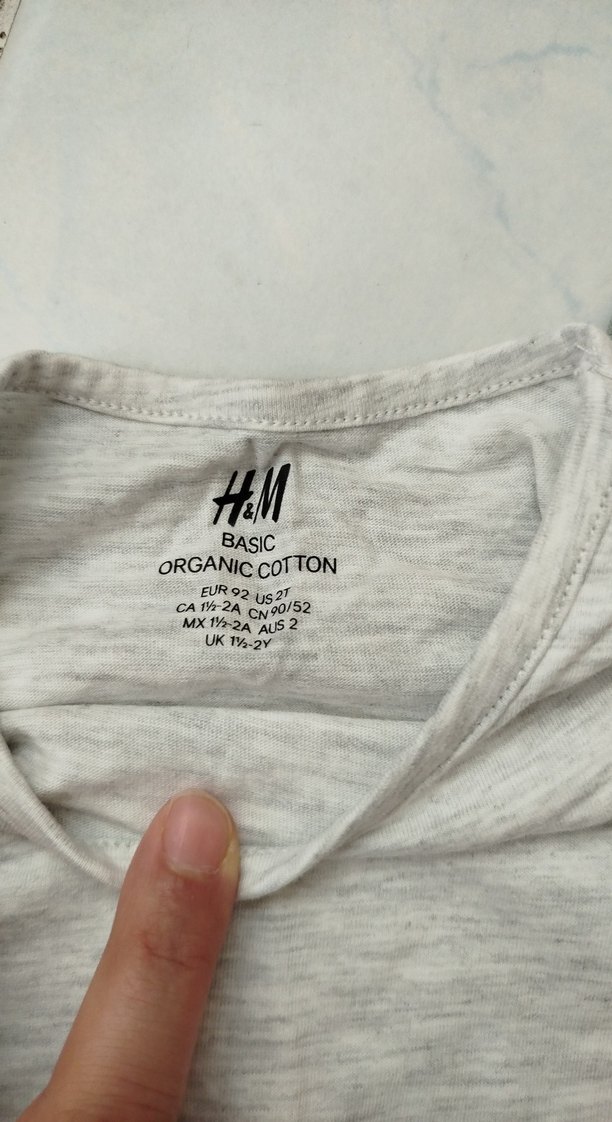 H&M
BASIC
ORGANIC COTTON
EUR 92 US 2T
CA 1½-2A CN 90/52
MX 1½-2A AUS 2
UK 1½-2Y